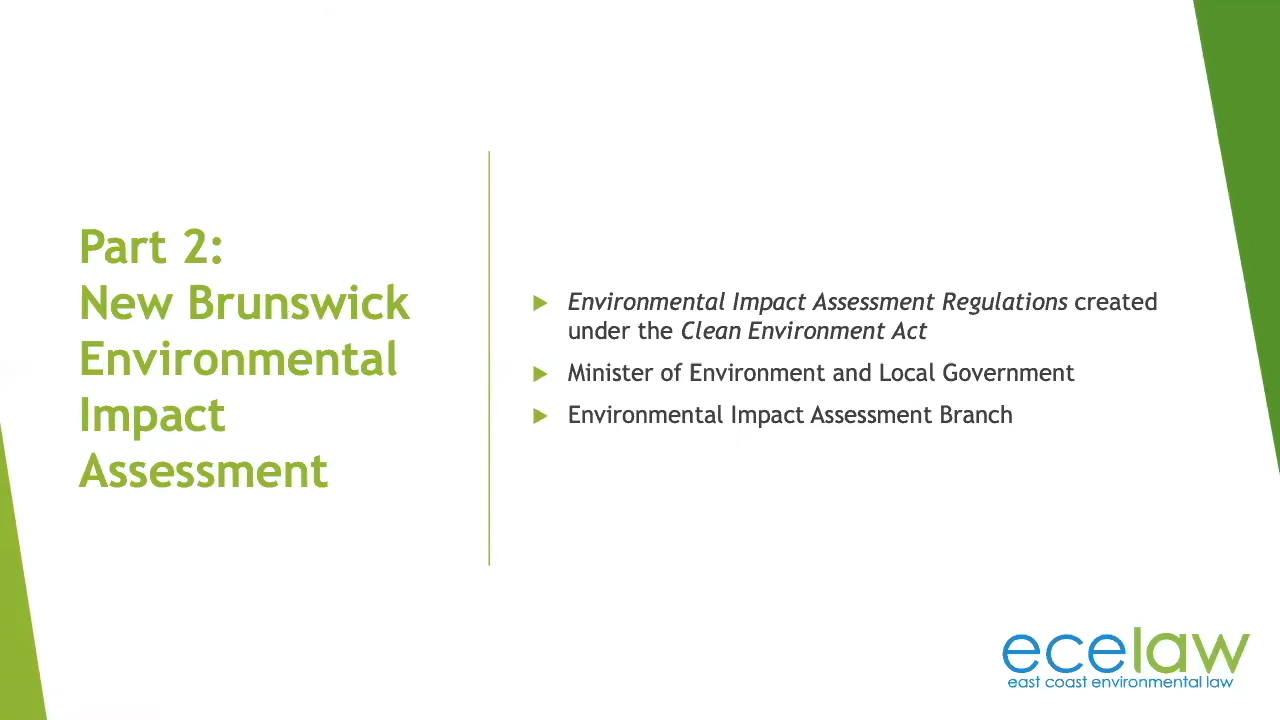 Part 2:
New Brunswick
Environmental
Impact
Assessment
Environmental Impact Assessment Regulations created
under the Clean Environment Act
Minister of Environment and Local Government
Environmental Impact Assessment Branch
ecelaw
east coast environmental law